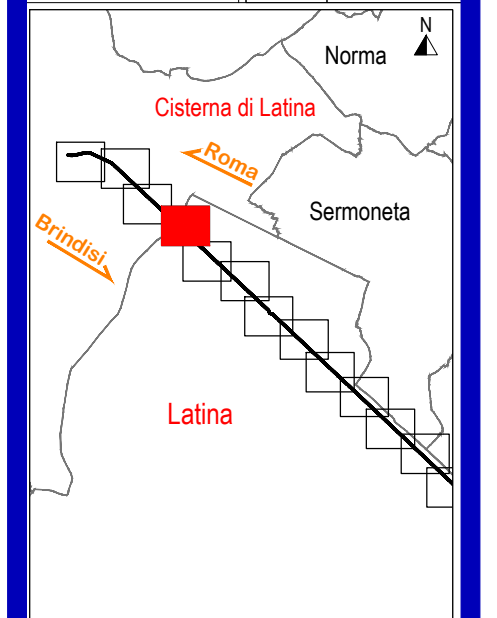 N
Norma
Cisterna di Latina
Roma
Sermoneta
Brindisi
Latina